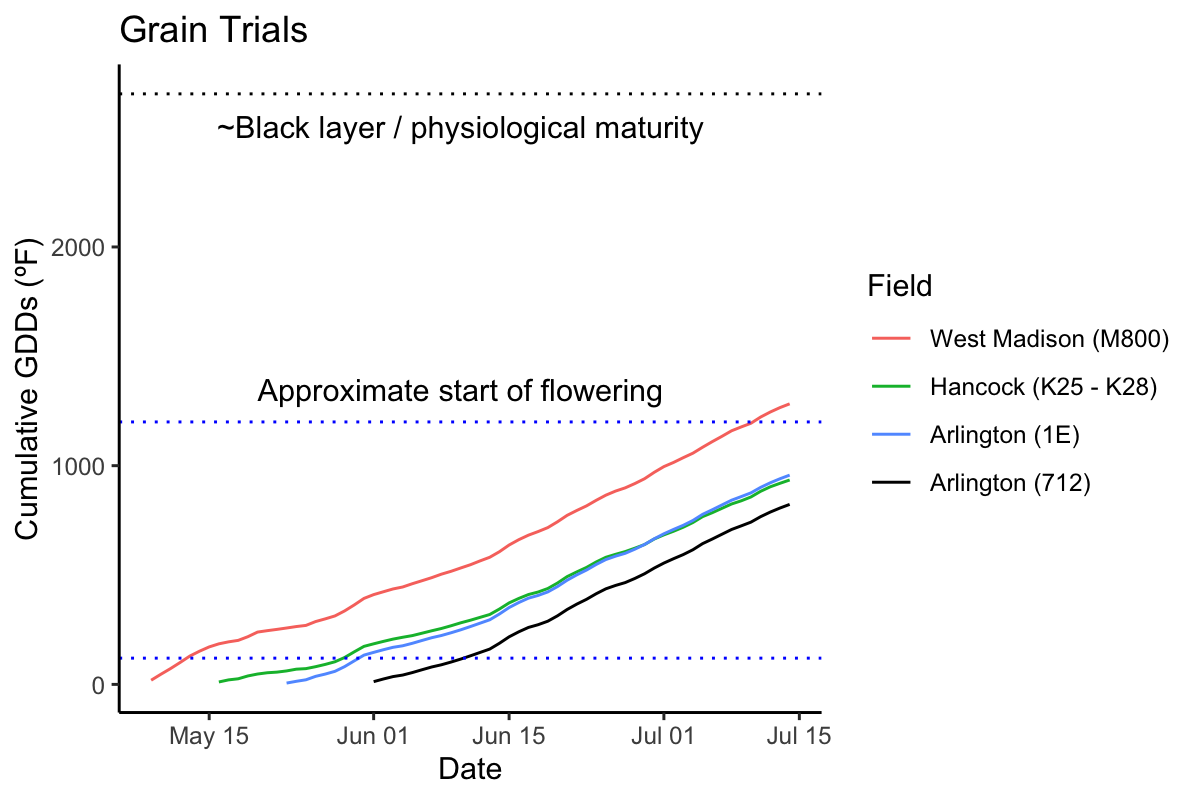 Grain Trials
~Black layer / physiological maturity
Approximate start of flowering
Cumulative GDDs (ºF)
2000
1000
0
May 15
Jun 01
Jun 15
Jul 01
Jul 15
Date
Field
West Madison (M800)
Hancock (K25 - K28)
Arlington (1E)
Arlington (712)